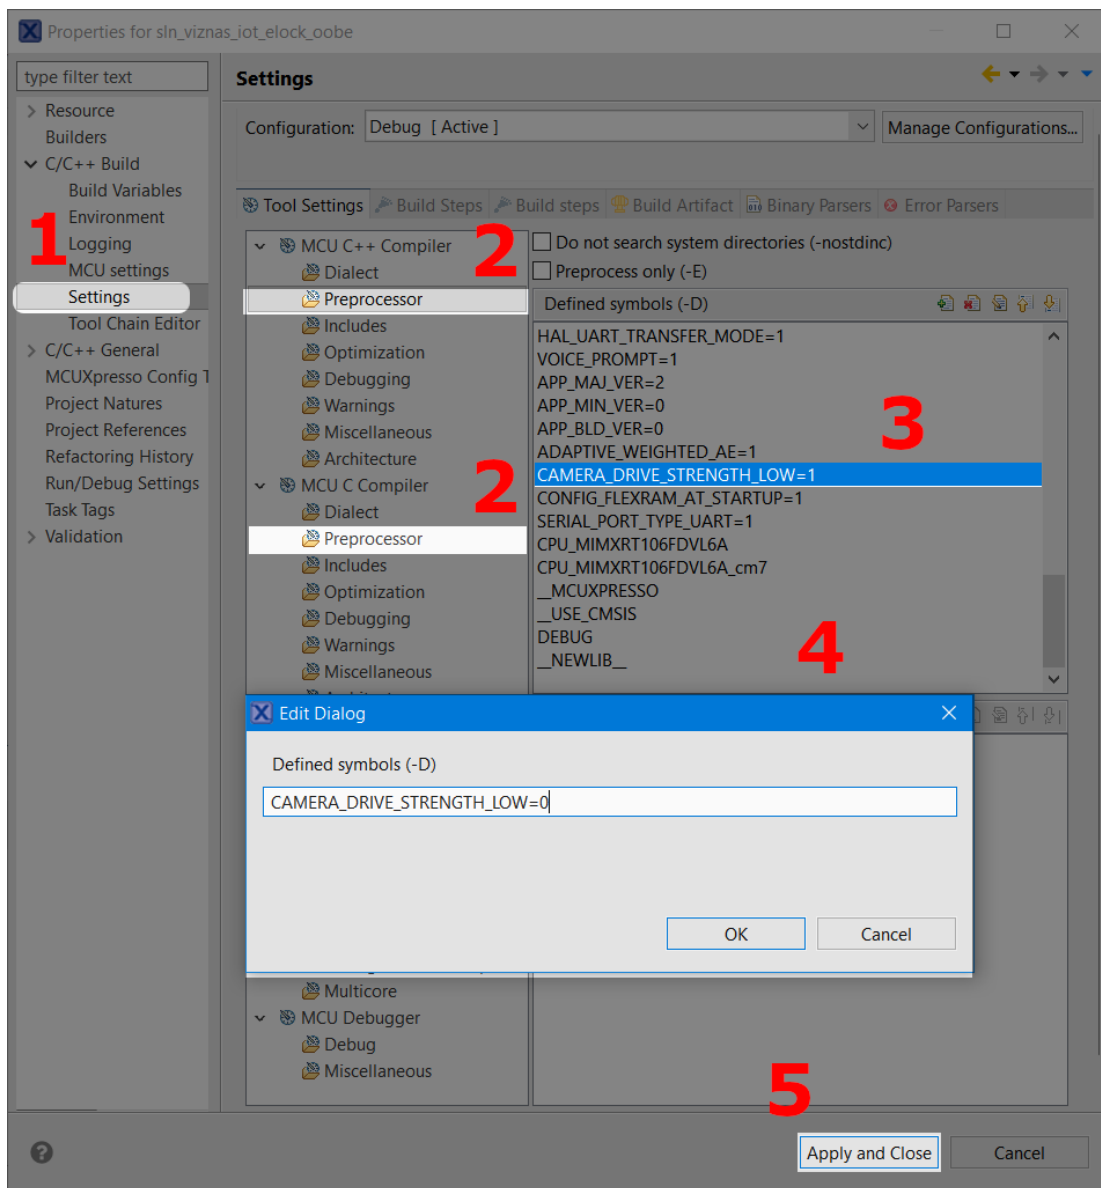 Properties for sln_viznas_iot_elock_oobe
type filter text
Resource
Builders
C/C++ Build
Build Variables
Environment
Logging
MCU settings
Settings
Tool Chain Editor
C/C++ General
MCUXpresso Config T
Project Natures
Project References
Refactoring History
Run/Debug Settings
Task Tags
Validation
1
Settings
Configuration: Debug [ Active ] Manage Configurations...
Tool Settings Build Steps Build steps Build Artifact Binary Parsers Error Parsers
MCU C++ Compiler
Dialect
Preprocessor
Includes
Optimization
Debugging
Warnings
Miscellaneous
Architecture
MCU C Compiler
Dialect
Preprocessor
Includes
Optimization
Debugging
Warnings
Miscellaneous
2
2
Do not search system directories (-nostdinc)
Preprocess only (-E)
Defined symbols (-D)
HAL_UART_TRANSFER_MODE=1
VOICE_PROMPT=1
APP_MAJ_VER=2
APP_MIN_VER=0
APP_BLD_VER=0
ADAPTIVE_WEIGHTED_AE=1
CAMERA_DRIVE_STRENGTH_LOW=1
CONFIG_FLEXRAM_AT_STARTUP=1
SERIAL_PORT_TYPE_UART=1
CPU_MIMXRT106FDVL6A
CPU_MIMXRT106FDVL6A_cm7
__MCUXPRESSO
__USE_CMSIS
DEBUG
__NEWLIB__
3
4
Edit Dialog
Defined symbols (-D)
CAMERA_DRIVE_STRENGTH_LOW=0
OK Cancel
Multicore
MCU Debugger
Debug
Miscellaneous
5
Apply and Close Cancel